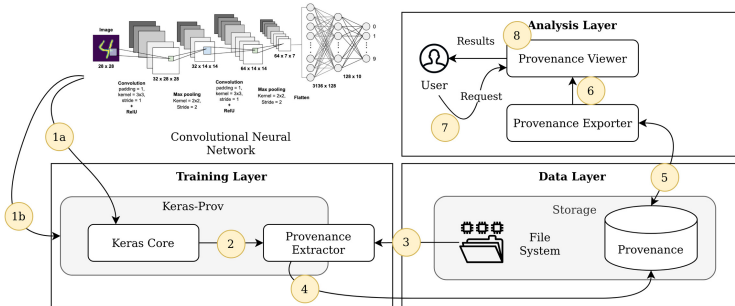 Image
28 x 28
32 x 28 x 28
32 x 14 x 14
64 x 14 x 14
64 x 7 x 7
3136 x 128
128 x 10
0
1
9
Convolution
padding = 1,
kernel = 3x3,
stride = 1
+
ReLU
Max pooling
Kernel = 2x2,
Stride = 2
Convolution
padding = 1,
kernel = 3x3,
stride = 1
+
ReLU
Max pooling
Kernel = 2x2,
Stride = 2
Flatten
Convolutional Neural
Network
1a
1b
Analysis Layer
8
Results
Provenance Viewer
User
Request
6
7
Provenance Exporter
5
Training Layer
Keras-Prov
Keras Core
2
Provenance
Extractor
3
4
Data Layer
Storage
File
System
Provenance